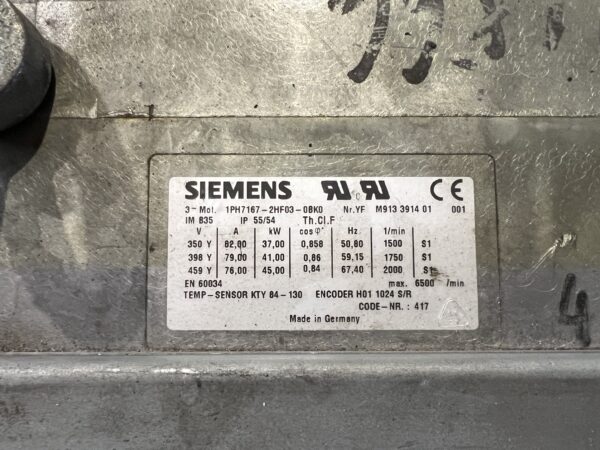 SIEMENS
3~Mot. 1PH7167-2HF03-0BK0 Nr.YF M913 3914 01 001
IM B35 IP 55/54 Th.Cl.F
V A kW cos φ Hz. 1/min
350 Y 82,00 37,00 0,858 50,80 1500 S1
398 Y 79,00 41,00 0,86 59,15 1750 S1
459 Y 76,00 45,00 0,84 67,40 2000 S1
EN 60034 max. 6500 /min
TEMP-SENSOR KTY 84-130 ENCODER H01 1024 S/R
CODE-NR.: 417
Made in Germany
4